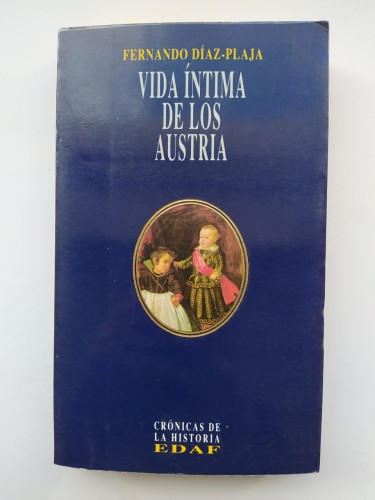 FERNANDO DÍAZ-PLAJA
VIDA ÍNTIMA
DE LOS
AUSTRIA
CRÓNICAS DE
LA HISTORIA
EDAF